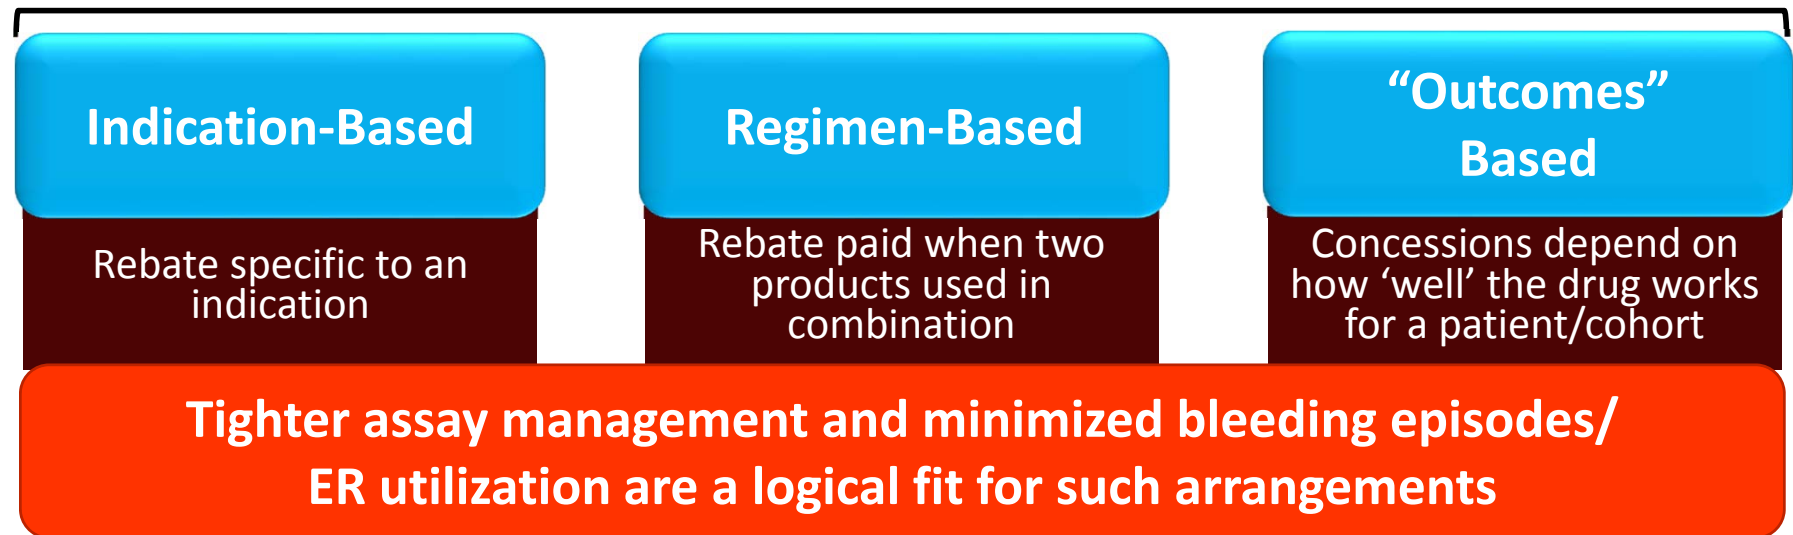 Indication-Based
Rebate specific to an
indication
Regimen-Based
Rebate paid when two
products used in
combination
“Outcomes”
Based
Concessions depend on
how ‘well’ the drug works
for a patient/cohort
Tighter assay management and minimized bleeding episodes/
ER utilization are a logical fit for such arrangements